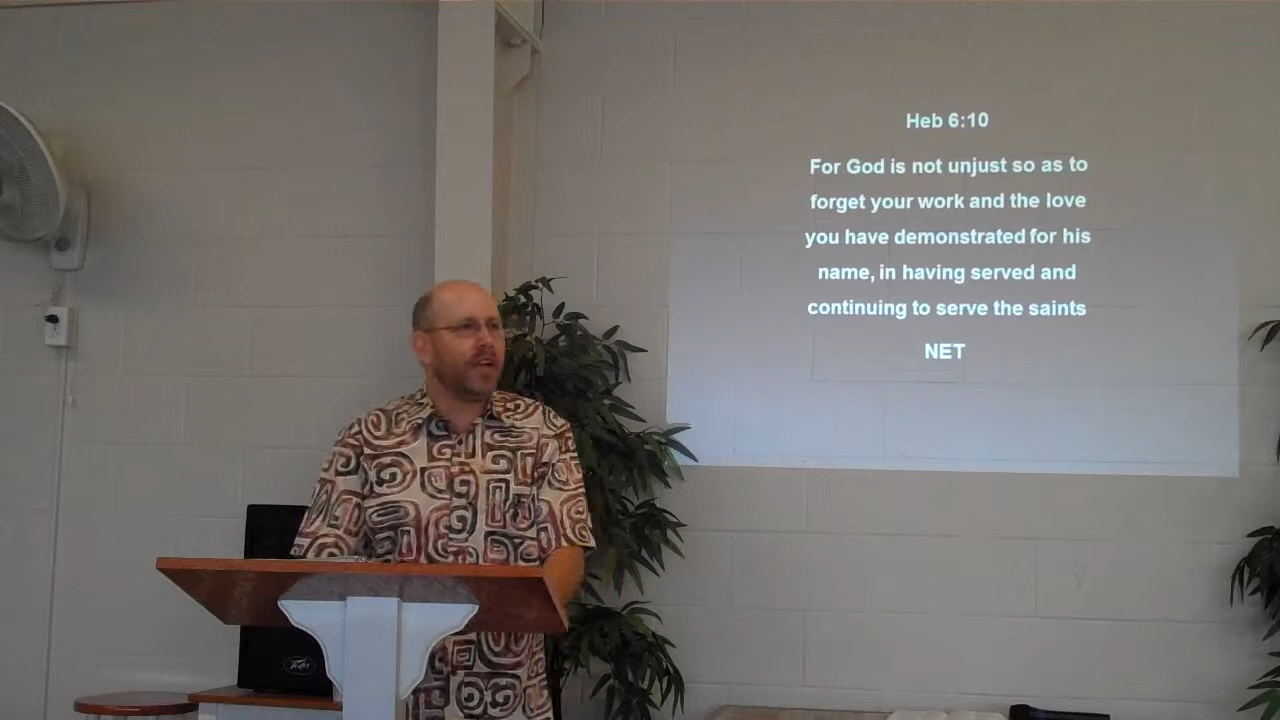 Heb 6:10
For God is not unjust so as to
forget your work and the love
you have demonstrated for his
name, in having served and
continuing to serve the saints
NET
Peavey